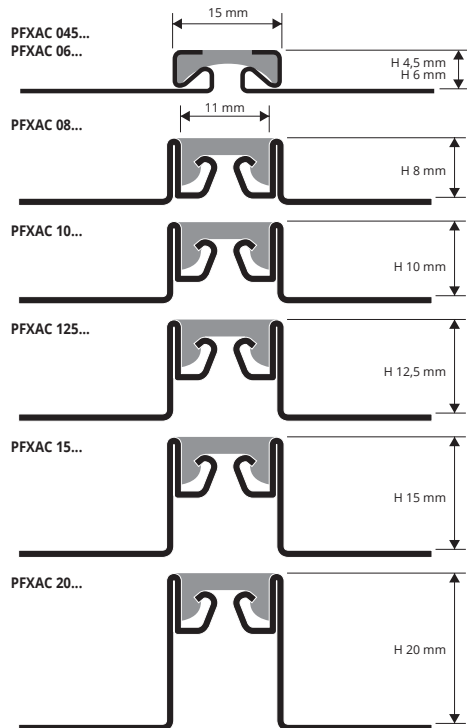 15 mm
PFXAC 045...
PFXAC 06...
H 4,5 mm
H 6 mm
11 mm
PFXAC 08...
H 8 mm
PFXAC 10...
H 10 mm
PFXAC 125...
H 12,5 mm
PFXAC 15...
H 15 mm
PFXAC 20...
H 20 mm